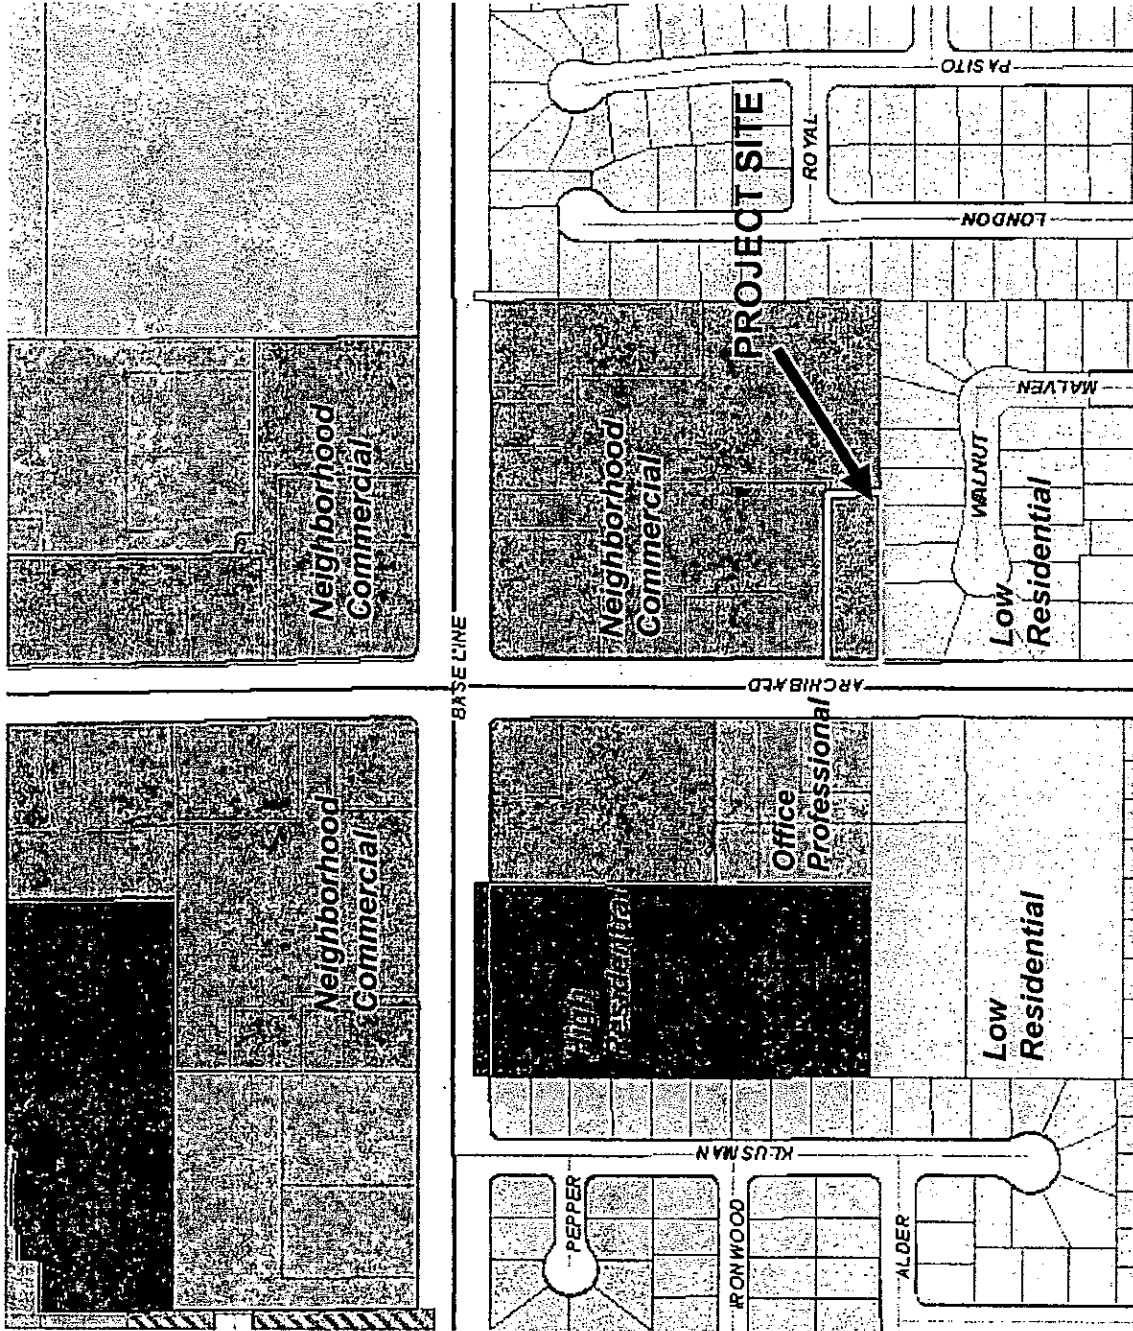 Neighborhood
Commercial
Neighborhood
Commercial
BASE LINE
PEPPER
High
Residential
Neighborhood
Commercial
IRONWOOD
KLUSMAN
Office
Professional
ARCHIBALD
PROJECT SITE
ROYAL
PASITO
ALDER
Low
Residential
Low
Residential
WALNUT
LONDON
MALVEN